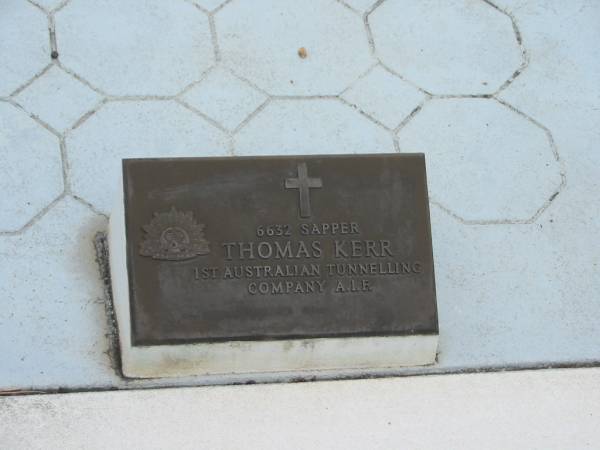 6632 SAPPER
THOMAS KERR
1ST AUSTRALIAN TUNNELLING
COMPANY A.I.F.